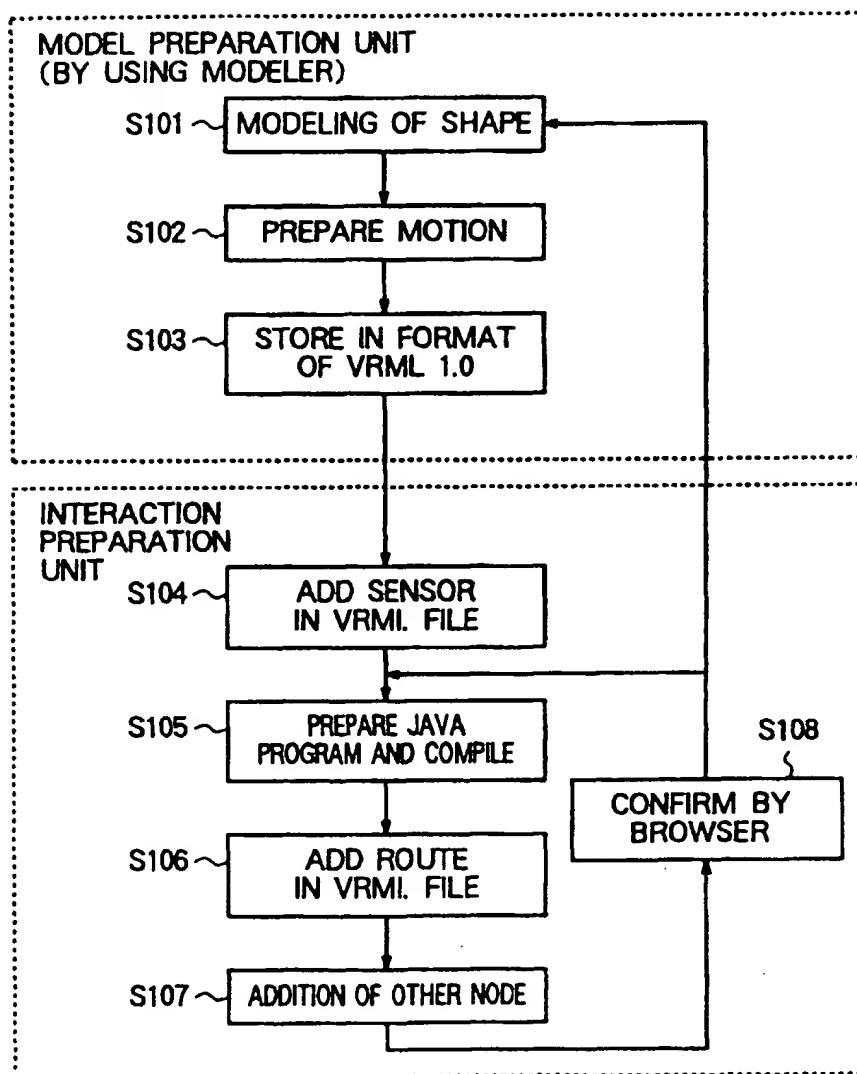 MODEL PREPARATION UNIT
(BY USING MODELER)
S101
MODELING OF SHAPE
S102
PREPARE MOTION
S103
STORE IN FORMAT
OF VRML 1.0
INTERACTION
PREPARATION
UNIT
S104
ADD SENSOR
IN VRMI. FILE
S105
PREPARE JAVA
PROGRAM AND COMPILE
S108
CONFIRM BY
BROWSER
S106
ADD ROUTE
IN VRMI. FILE
S107
ADDITION OF OTHER NODE